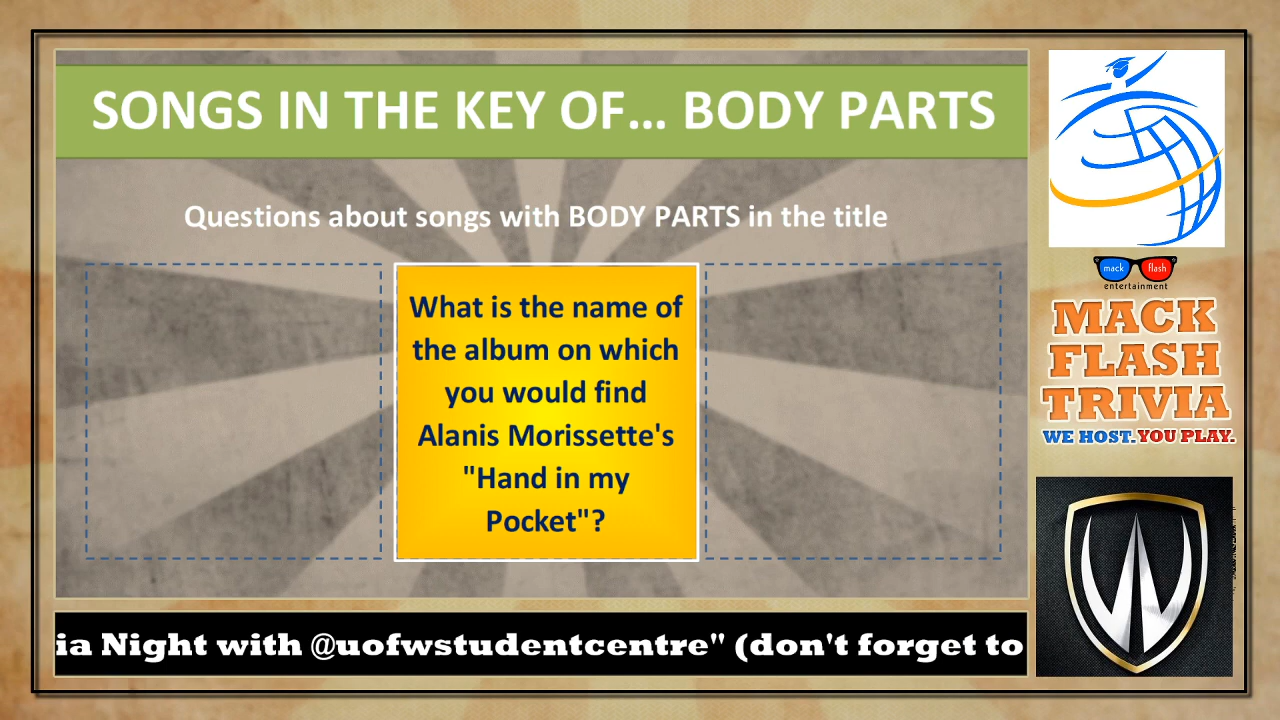 SONGS IN THE KEY OF... BODY PARTS
Questions about songs with BODY PARTS in the title
What is the name of
the album on which
you would find
Alanis Morissette's
"Hand in my
Pocket"?
mack flash
entertainment
MACK
FLASH
TRIVIA
WE HOST. YOU PLAY.
W
ia Night with @uofwstudentcentre" (don't forget to